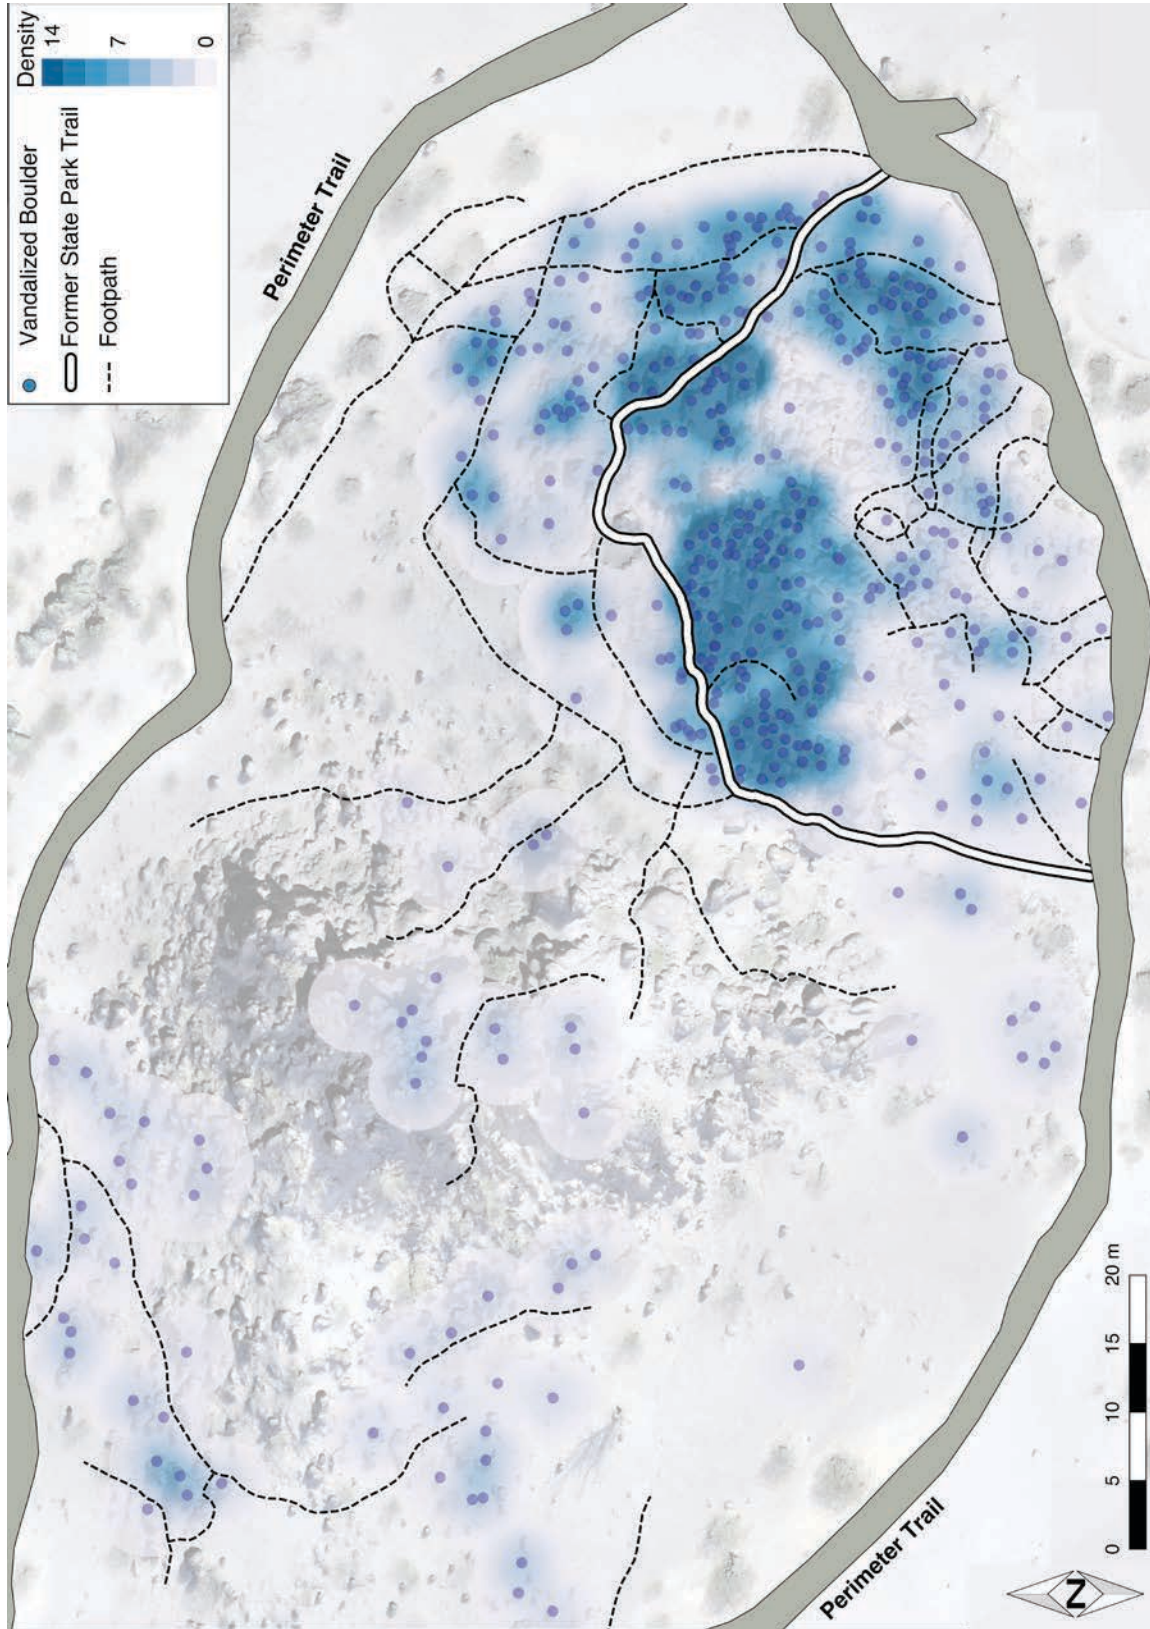 Vandalized Boulder
Former State Park Trail
Footpath
Density
14
7
0
Perimeter Trail
Perimeter Trail
0
5
10
15
20 m
N